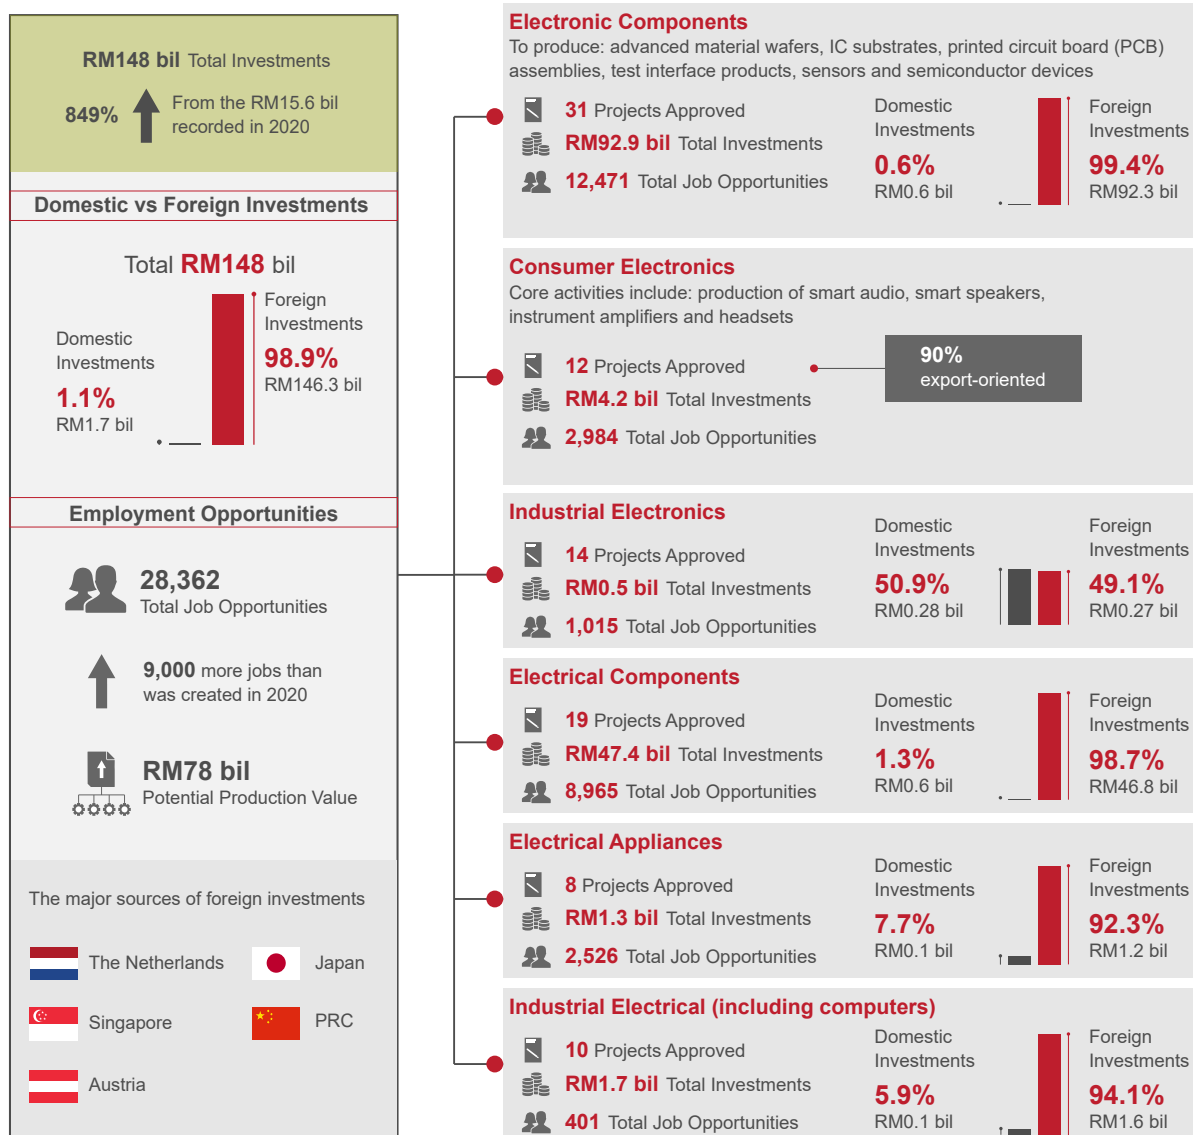 RM148 bil Total Investments
849%
From the RM15.6 bil
recorded in 2020
Domestic vs Foreign Investments
Total RM148 bil
Domestic
Investments
1.1%
RM1.7 bil
Foreign
Investments
98.9%
RM146.3 bil
Employment Opportunities
28,362
Total Job Opportunities
9,000 more jobs than
was created in 2020
RM78 bil
Potential Production Value
The major sources of foreign investments
The Netherlands
Japan
Singapore
PRC
Austria
Electronic Components
To produce: advanced material wafers, IC substrates, printed circuit board (PCB)
assemblies, test interface products, sensors and semiconductor devices
31 Projects Approved
RM92.9 bil Total Investments
12,471 Total Job Opportunities
Domestic
Investments
0.6%
RM0.6 bil
Foreign
Investments
99.4%
RM92.3 bil
Consumer Electronics
Core activities include: production of smart audio, smart speakers,
instrument amplifiers and headsets
12 Projects Approved
RM4.2 bil Total Investments
2,984 Total Job Opportunities
90%
export-oriented
Industrial Electronics
14 Projects Approved
RM0.5 bil Total Investments
1,015 Total Job Opportunities
Domestic
Investments
50.9%
RM0.28 bil
Foreign
Investments
49.1%
RM0.27 bil
Electrical Components
19 Projects Approved
RM47.4 bil Total Investments
8,965 Total Job Opportunities
Domestic
Investments
1.3%
RM0.6 bil
Foreign
Investments
98.7%
RM46.8 bil
Electrical Appliances
8 Projects Approved
RM1.3 bil Total Investments
2,526 Total Job Opportunities
Domestic
Investments
7.7%
RM0.1 bil
Foreign
Investments
92.3%
RM1.2 bil
Industrial Electrical (including computers)
10 Projects Approved
RM1.7 bil Total Investments
401 Total Job Opportunities
Domestic
Investments
5.9%
RM0.1 bil
Foreign
Investments
94.1%
RM1.6 bil